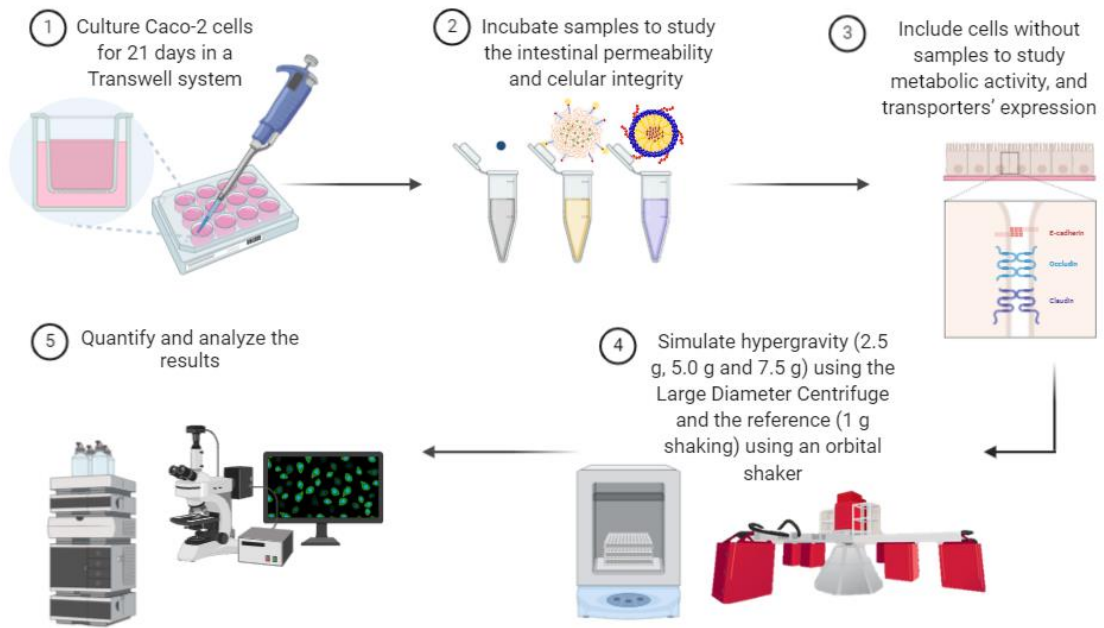 1
Culture Caco-2 cells
for 21 days in a
Transwell system
2
Incubate samples to study
the intestinal permeability
and celular integrity
3
Include cells without
samples to study
metabolic activity, and
transporters' expression
E-cadherin
Occludin
Claudin
4
Simulate hypergravity (2.5
g, 5.0 g and 7.5 g) using the
Large Diameter Centrifuge
and the reference (1 g
shaking) using an orbital
shaker
5
Quantify and analyze the
results